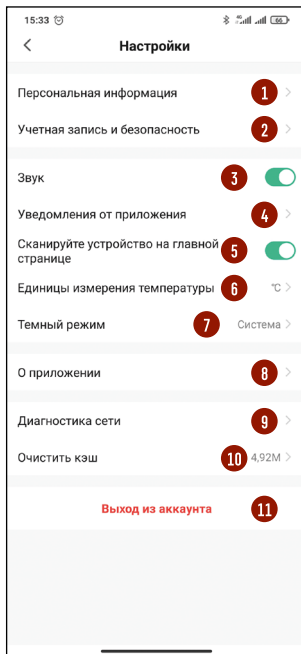 15:33 4G 66
Настройки
Персональная информация 1
Учетная запись и безопасность 2
Звук 3
Уведомления от приложения 4
Сканируйте устройство на главной
странице 5
Единицы измерения температуры 6 °C
Темный режим 7 Система
О приложении 8
Диагностика сети 9
Очистить кэш 10 4,92M
Выход из аккаунта 11